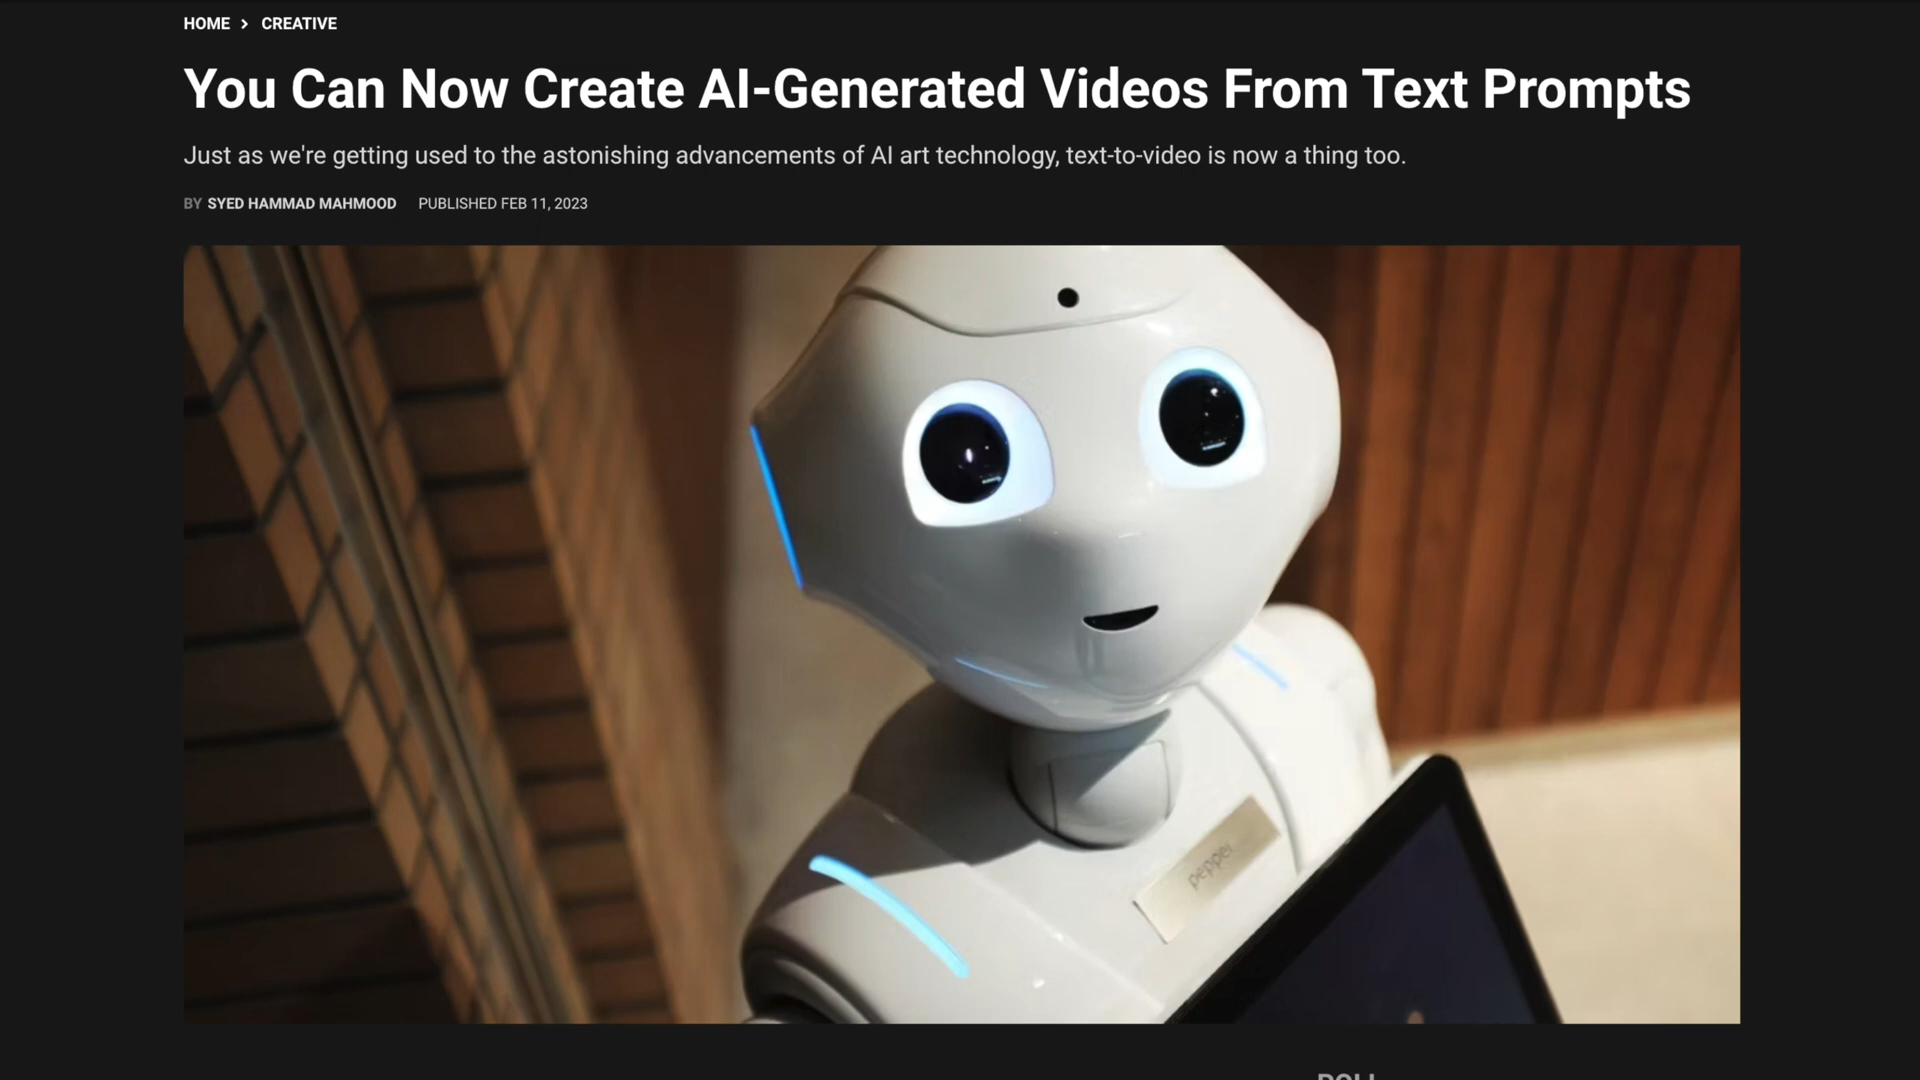 HOME > CREATIVE
You Can Now Create AI-Generated Videos From Text Prompts
Just as we're getting used to the astonishing advancements of AI art technology, text-to-video is now a thing too.
BY SYED HAMMAD MAHMOOD PUBLISHED FEB 11, 2023
pepper